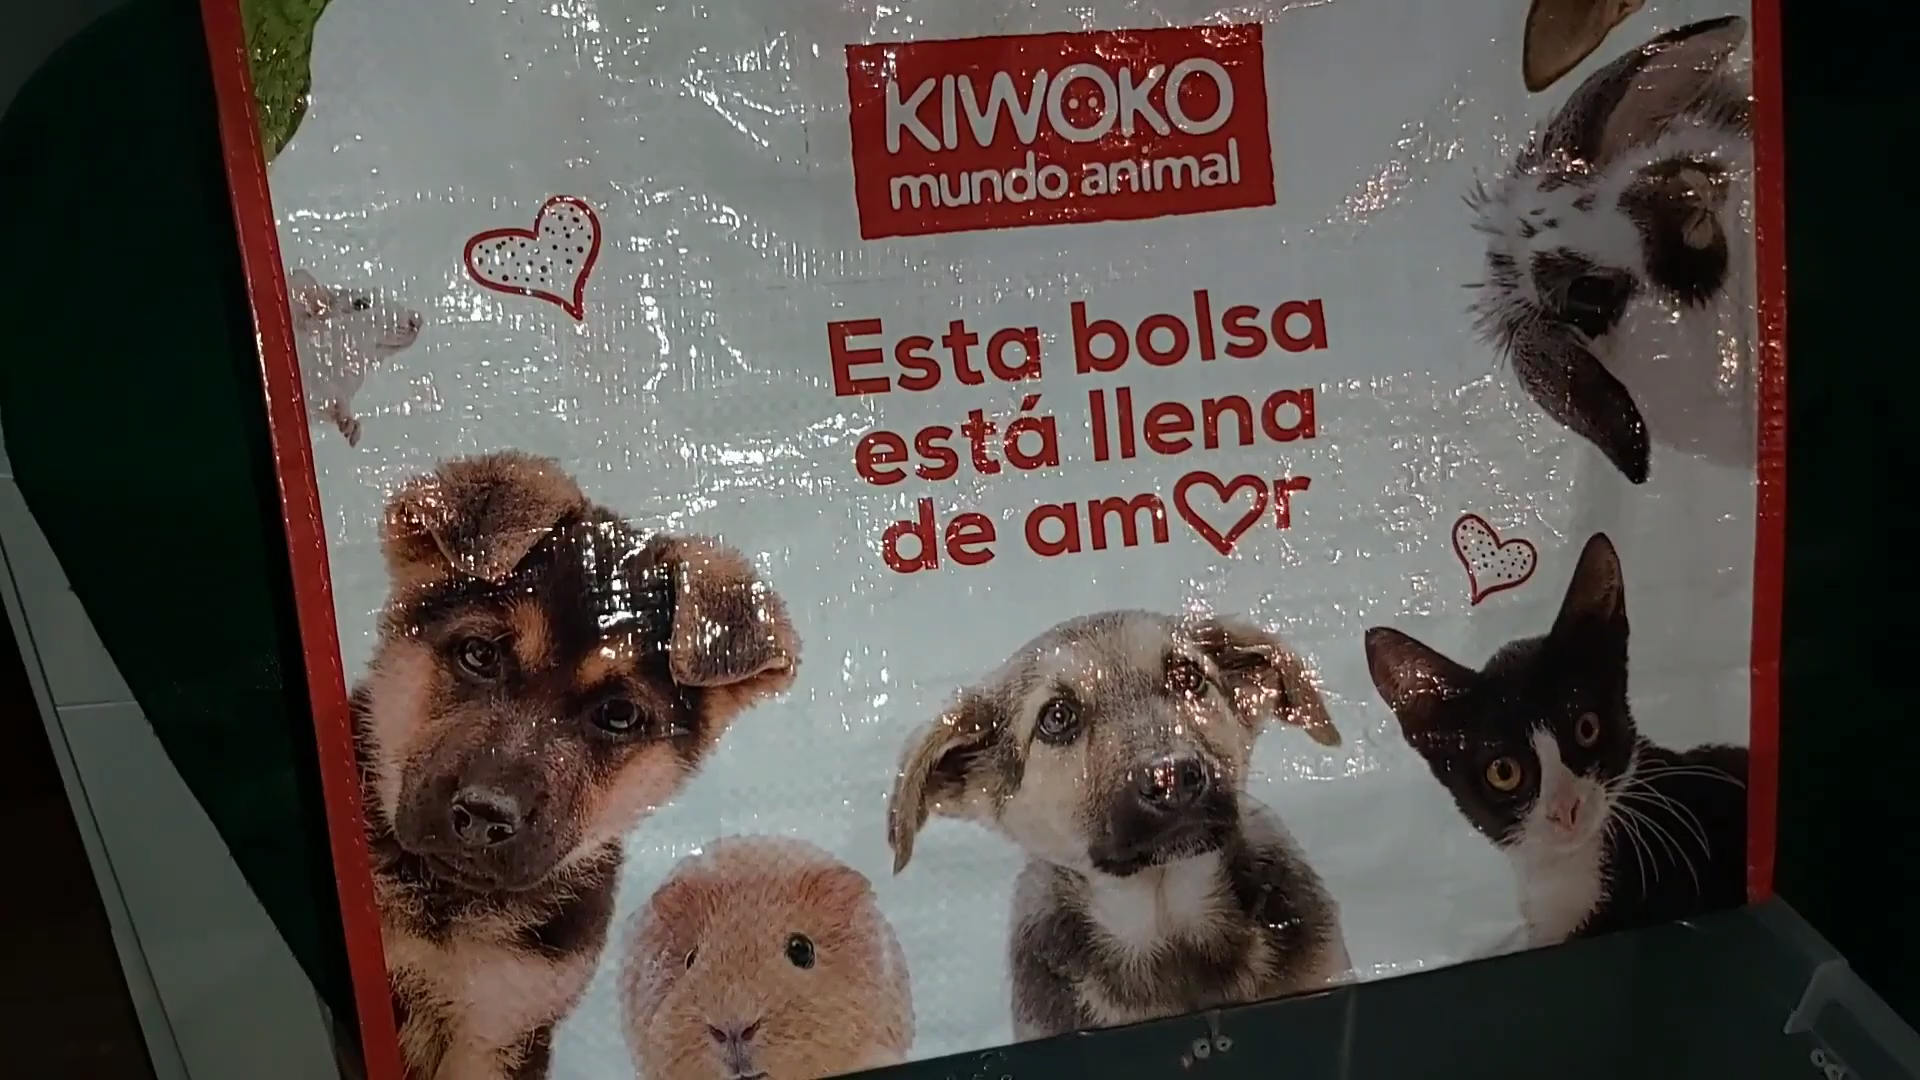 KIWOKO
mundo animal
Esta bolsa
está llena
de amor